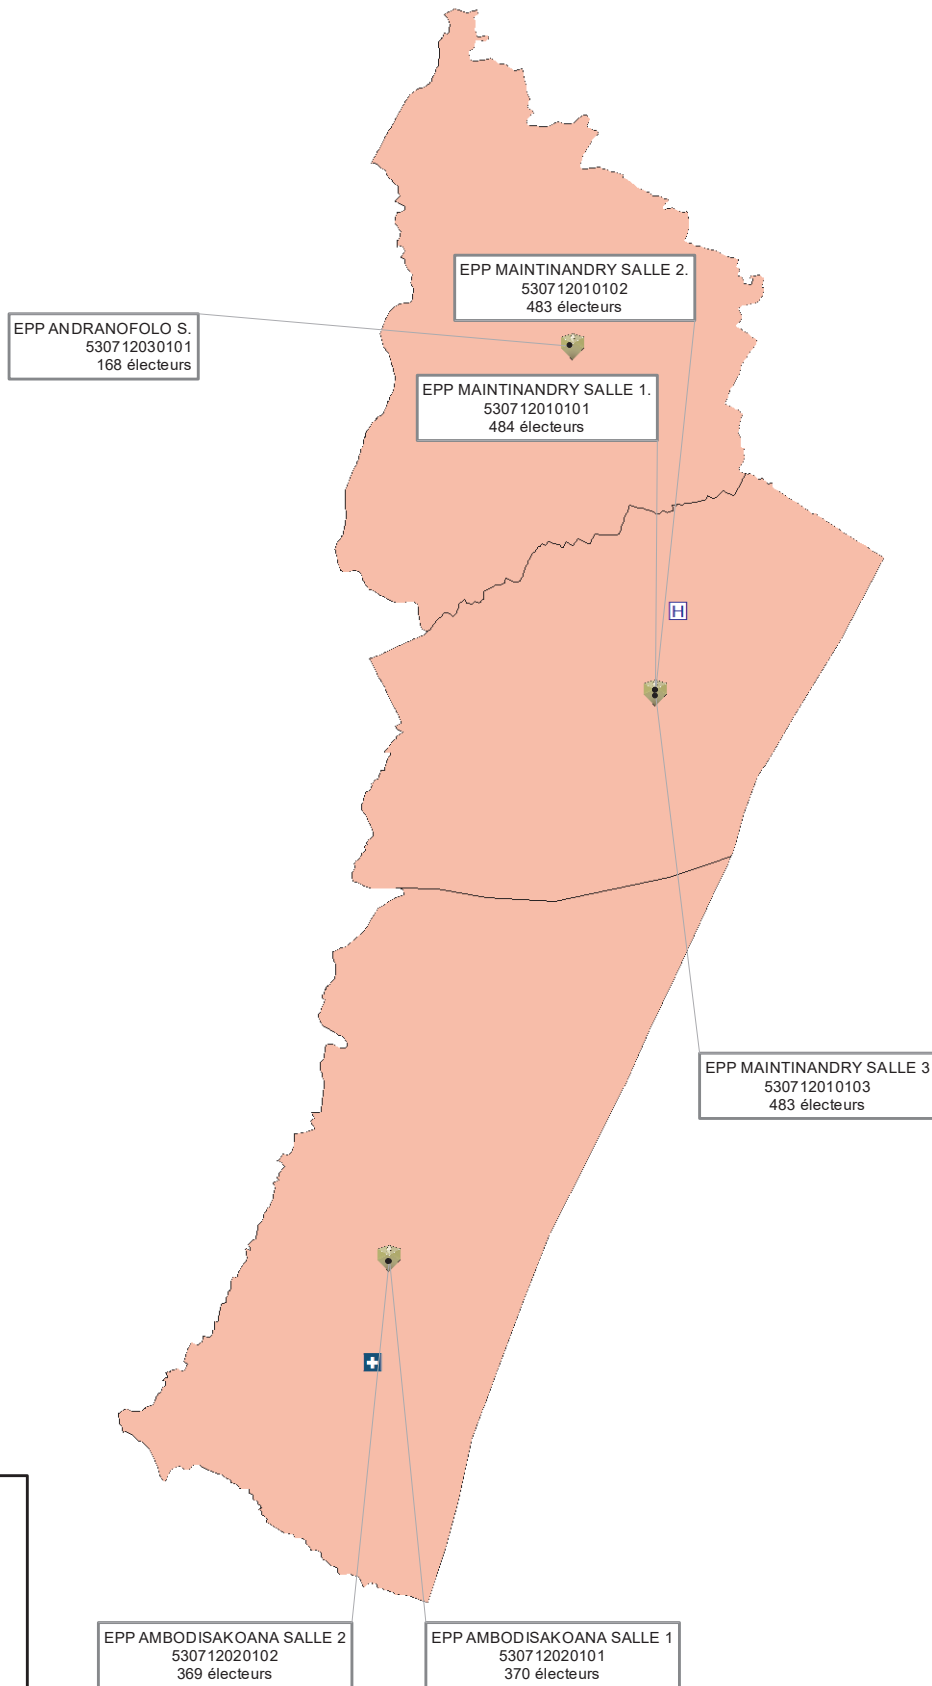 EPP MAINTINANDRY SALLE 2.
530712010102
483 électeurs
EPP ANDRANOFOLO S.
530712030101
168 électeurs
EPP MAINTINANDRY SALLE 1.
530712010101
484 électeurs
H
EPP MAINTINANDRY SALLE 3
530712010103
483 électeurs
EPP AMBODISAKOANA SALLE 2
530712020102
369 électeurs
EPP AMBODISAKOANA SALLE 1
530712020101
370 électeurs